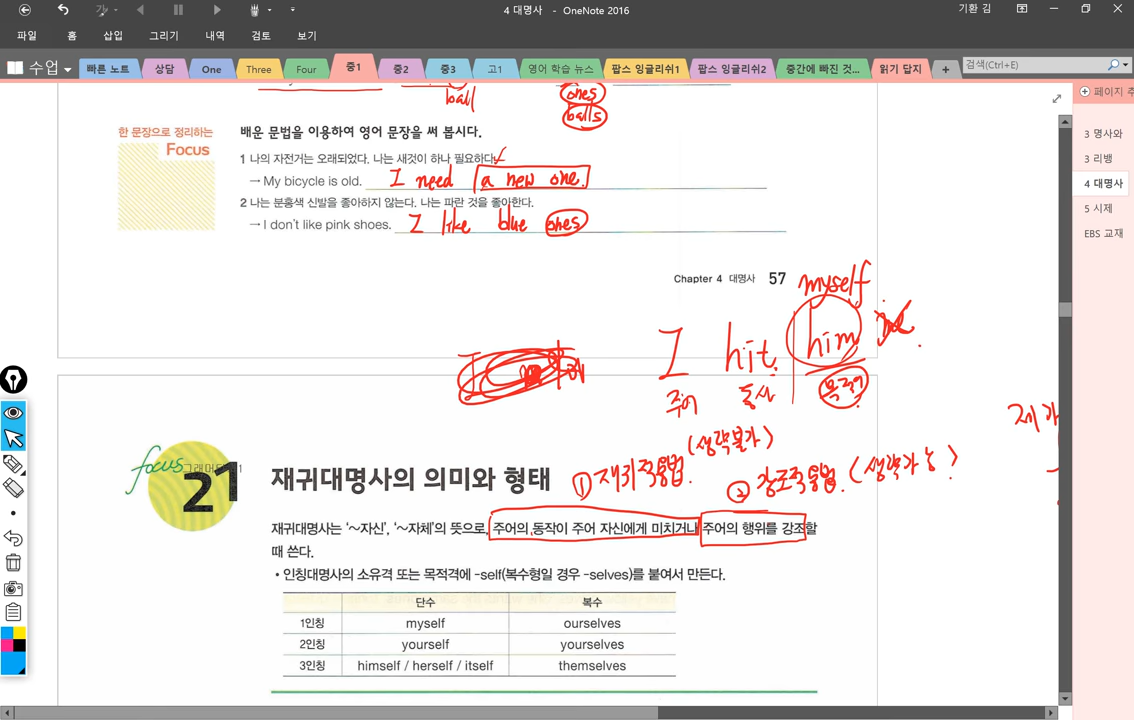 4 대명사 - OneNote 2016
기환 김
파일 홈 삽입 그리기 내역 검토 보기
수업 빠른 노트 상담 One Three Four 중1 중2 중3 고1 영어 학습 뉴스 팝스 잉글리쉬1 팝스 잉글리쉬2 중간에 빠진 것... 읽기 답지 + 검색(Ctrl+E)
페이지 추
3 명사와
3 리뱅
4 대명사
5 시제
EBS 교재
ball ones
balls
한 문장으로 정리하는
Focus
배운 문법을 이용하여 영어 문장을 써 봅시다.
1 나의 자전거는 오래되었다. 나는 새것이 하나 필요하다.
→ My bicycle is old. I need a new one.
2 나는 분홍색 신발을 좋아하지 않는다. 나는 파란 것을 좋아한다.
→ I don't like pink shoes. I like blue ones
Chapter 4 대명사 57
myself
I hit him
주어 동사 목적어
(생략불가)
① 재귀적용법. ② 강조적용법. (생략가능)
focus
그래머
21
재귀대명사의 의미와 형태
재귀대명사는 '~자신', '~자체'의 뜻으로, 주어의 동작이 주어 자신에게 미치거나 주어의 행위를 강조할
때 쓴다.
• 인칭대명사의 소유격 또는 목적격에 -self(복수형일 경우 -selves)를 붙여서 만든다.
단수 복수
1인칭 myself ourselves
2인칭 yourself yourselves
3인칭 himself / herself / itself themselves